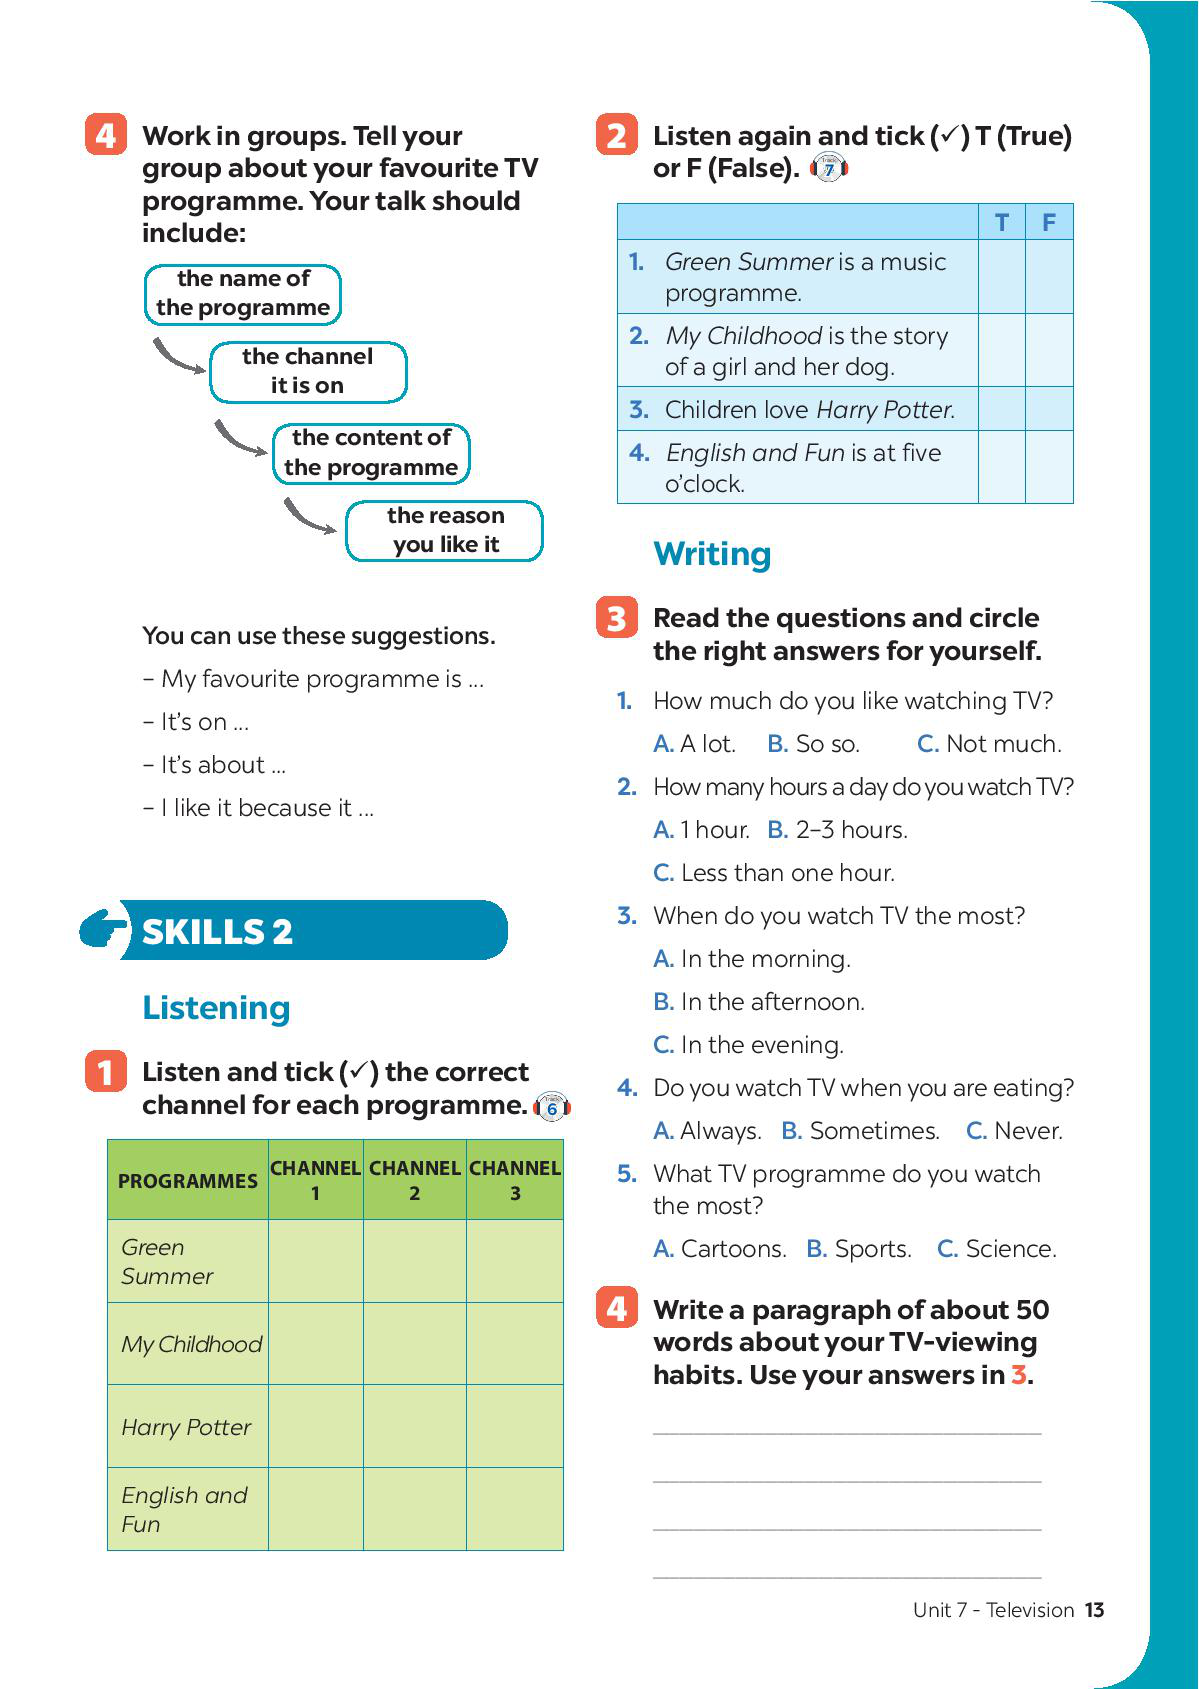 4 Work in groups. Tell your
group about your favourite TV
programme. Your talk should
include:
the name of
the programme
the channel
it is on
the content of
the programme
the reason
you like it
You can use these suggestions.
– My favourite programme is ...
– It's on ...
– It's about ...
– I like it because it ...
SKILLS 2
Listening
1 Listen and tick (✓) the correct
channel for each programme. Track 6
PROGRAMMES CHANNEL 1 CHANNEL 2 CHANNEL 3
Green
Summer
My Childhood
Harry Potter
English and
Fun
2 Listen again and tick (✓) T (True)
or F (False). Track 7
T F
1. Green Summer is a music
programme.
2. My Childhood is the story
of a girl and her dog.
3. Children love Harry Potter.
4. English and Fun is at five
o'clock.
Writing
3 Read the questions and circle
the right answers for yourself.
1. How much do you like watching TV?
A. A lot. B. So so. C. Not much.
2. How many hours a day do you watch TV?
A. 1 hour. B. 2–3 hours.
C. Less than one hour.
3. When do you watch TV the most?
A. In the morning.
B. In the afternoon.
C. In the evening.
4. Do you watch TV when you are eating?
A. Always. B. Sometimes. C. Never.
5. What TV programme do you watch
the most?
A. Cartoons. B. Sports. C. Science.
4 Write a paragraph of about 50
words about your TV-viewing
habits. Use your answers in 3.
Unit 7 - Television 13